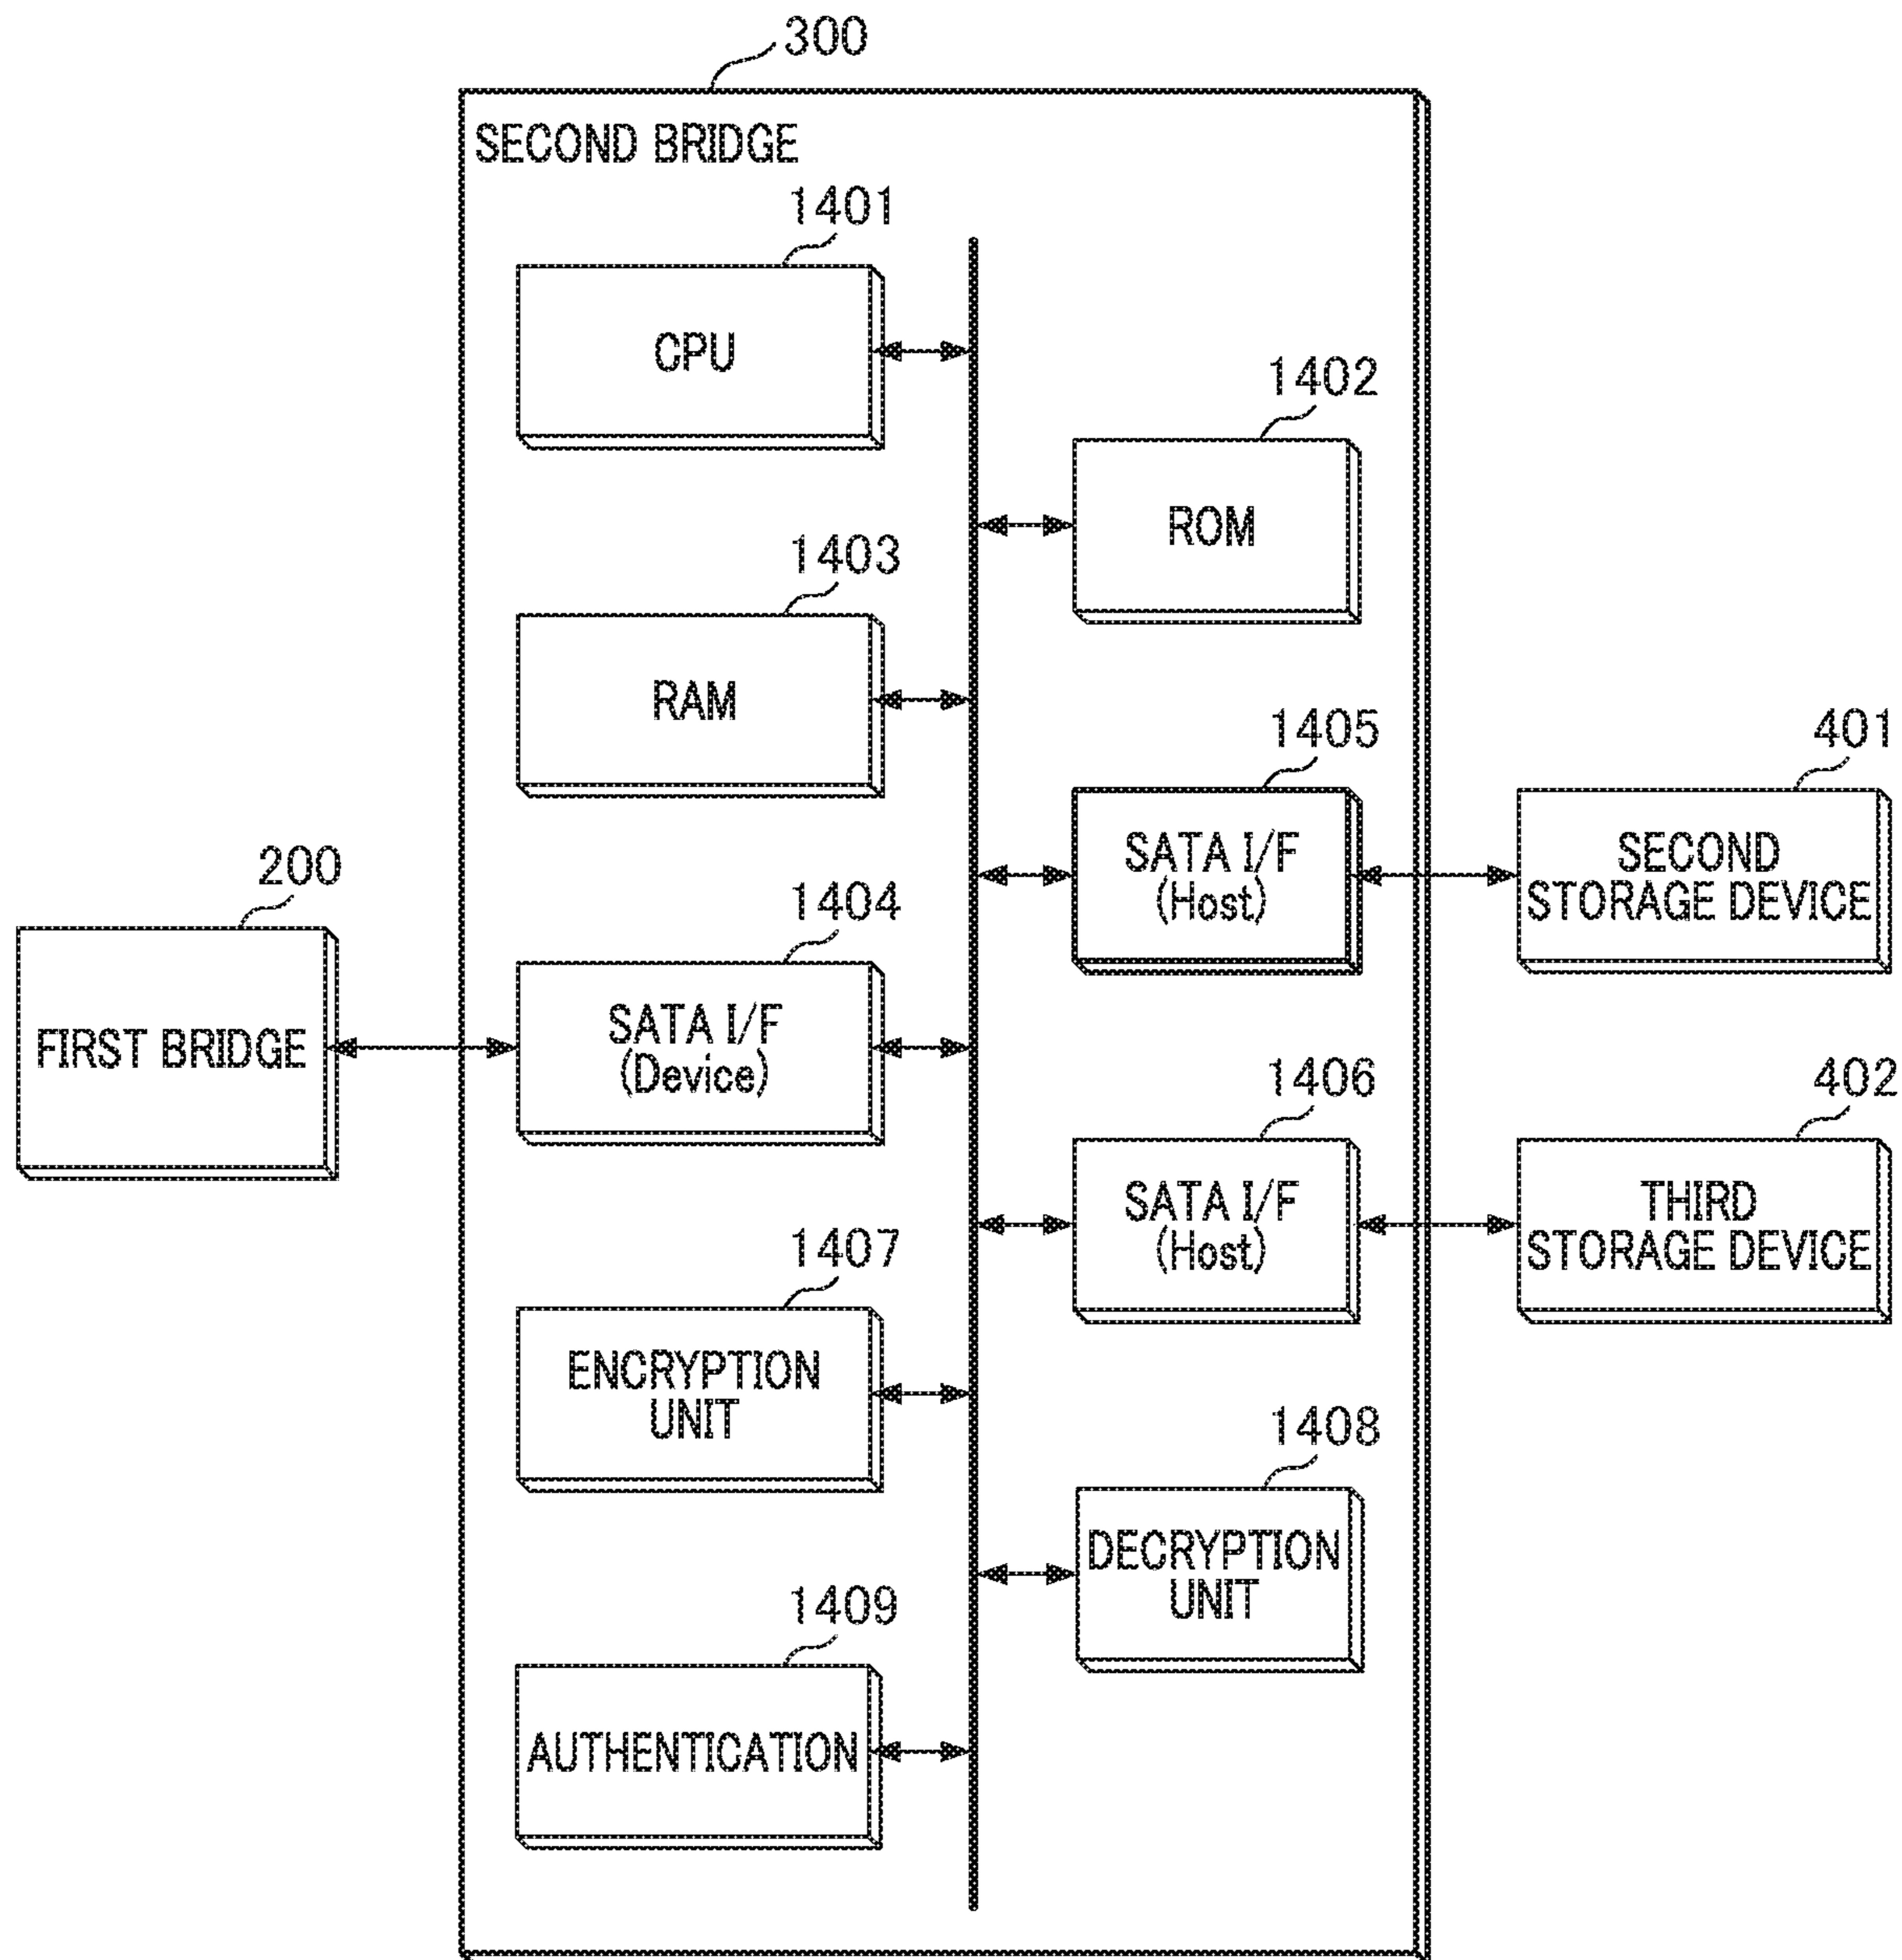 300
SECOND BRIDGE
1401
CPU
1402
ROM
1403
RAM
1405
SATA I/F
(Host)
401
SECOND
STORAGE DEVICE
200
FIRST BRIDGE
1404
SATA I/F
(Device)
1406
SATA I/F
(Host)
402
THIRD
STORAGE DEVICE
1407
ENCRYPTION
UNIT
1408
DECRYPTION
UNIT
1409
AUTHENTICATION